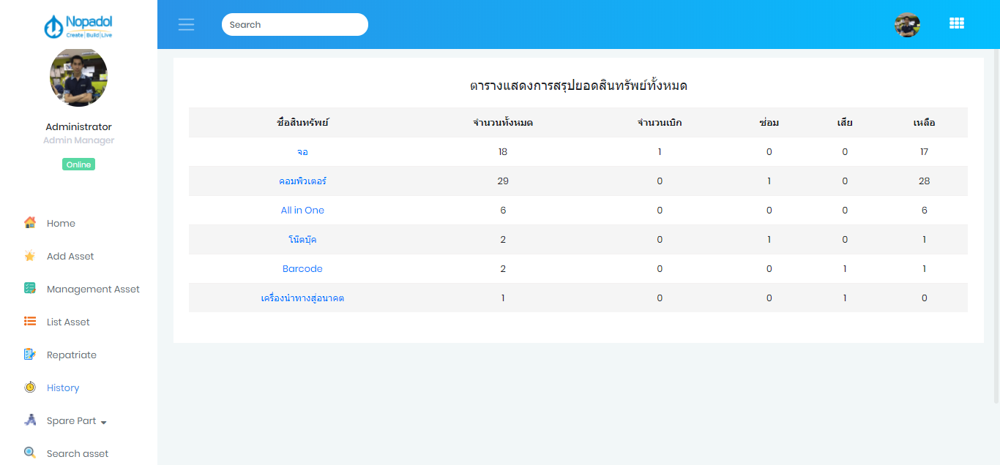 Nopadol
Create|Build|Live
Search
Administrator
Admin Manager
Online
Home
Add Asset
Management Asset
List Asset
Repatriate
History
Spare Part
Search asset
ตารางแสดงการสรุปยอดสินทรัพย์ทั้งหมด
ชื่อสินทรัพย์ จำนวนทั้งหมด จำนวนเบิก ซ่อม เสีย เหลือ
จอ 18 1 0 0 17
คอมพิวเตอร์ 29 0 1 0 28
All in One 6 0 0 0 6
โน๊ตบุ๊ค 2 0 1 0 1
Barcode 2 0 0 1 1
เครื่องนำทางสู่อนาคต 1 0 0 1 0